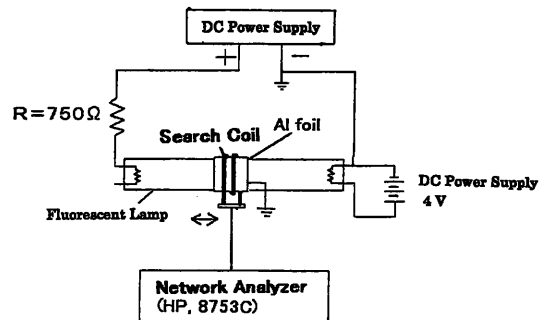 DC Power Supply
+ −
R=750Ω
Search Coil
Al foil
Fluorescent Lamp
DC Power Supply
4 V
Network Analyzer
(HP, 8753C)